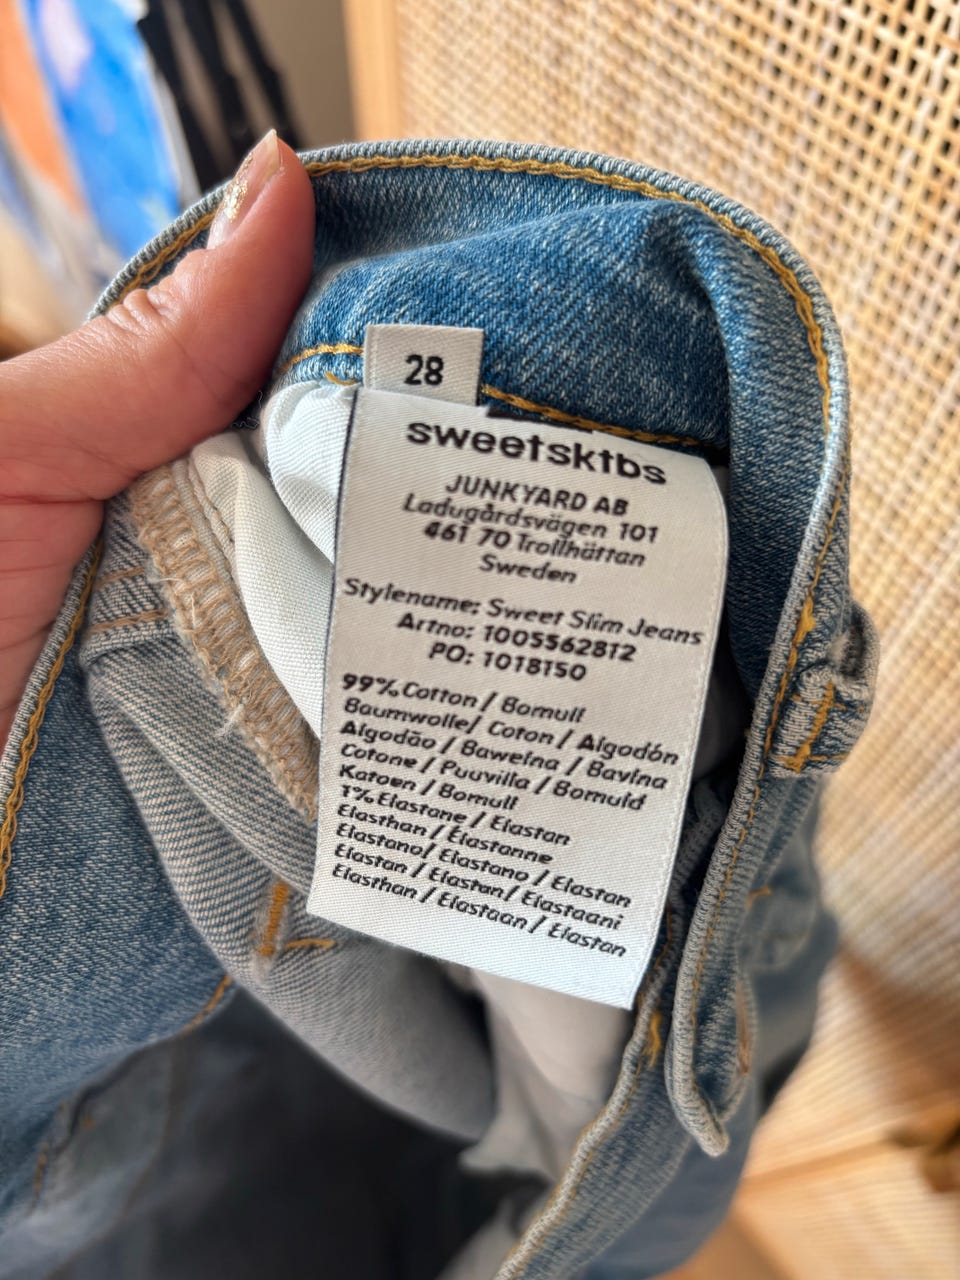 28
sweetsktbs
JUNKYARD AB
Ladugårdsvägen 101
461 70 Trollhättan
Sweden
Stylename: Sweet Slim Jeans
Artno: 1005562812
PO: 1018150
99% Cotton / Bomull
Baumwolle/ Coton / Algodón
Algodão / Bawełna / Bavlna
Cotone / Puuvilla / Bomuld
Katoen / Bomull
1% Elastane / Elastan
Elasthan / Élastanne
Elastano/ Elastano / Elastan
Elastan / Elastan/ Elastaani
Elasthan / Elastaan / Elastan